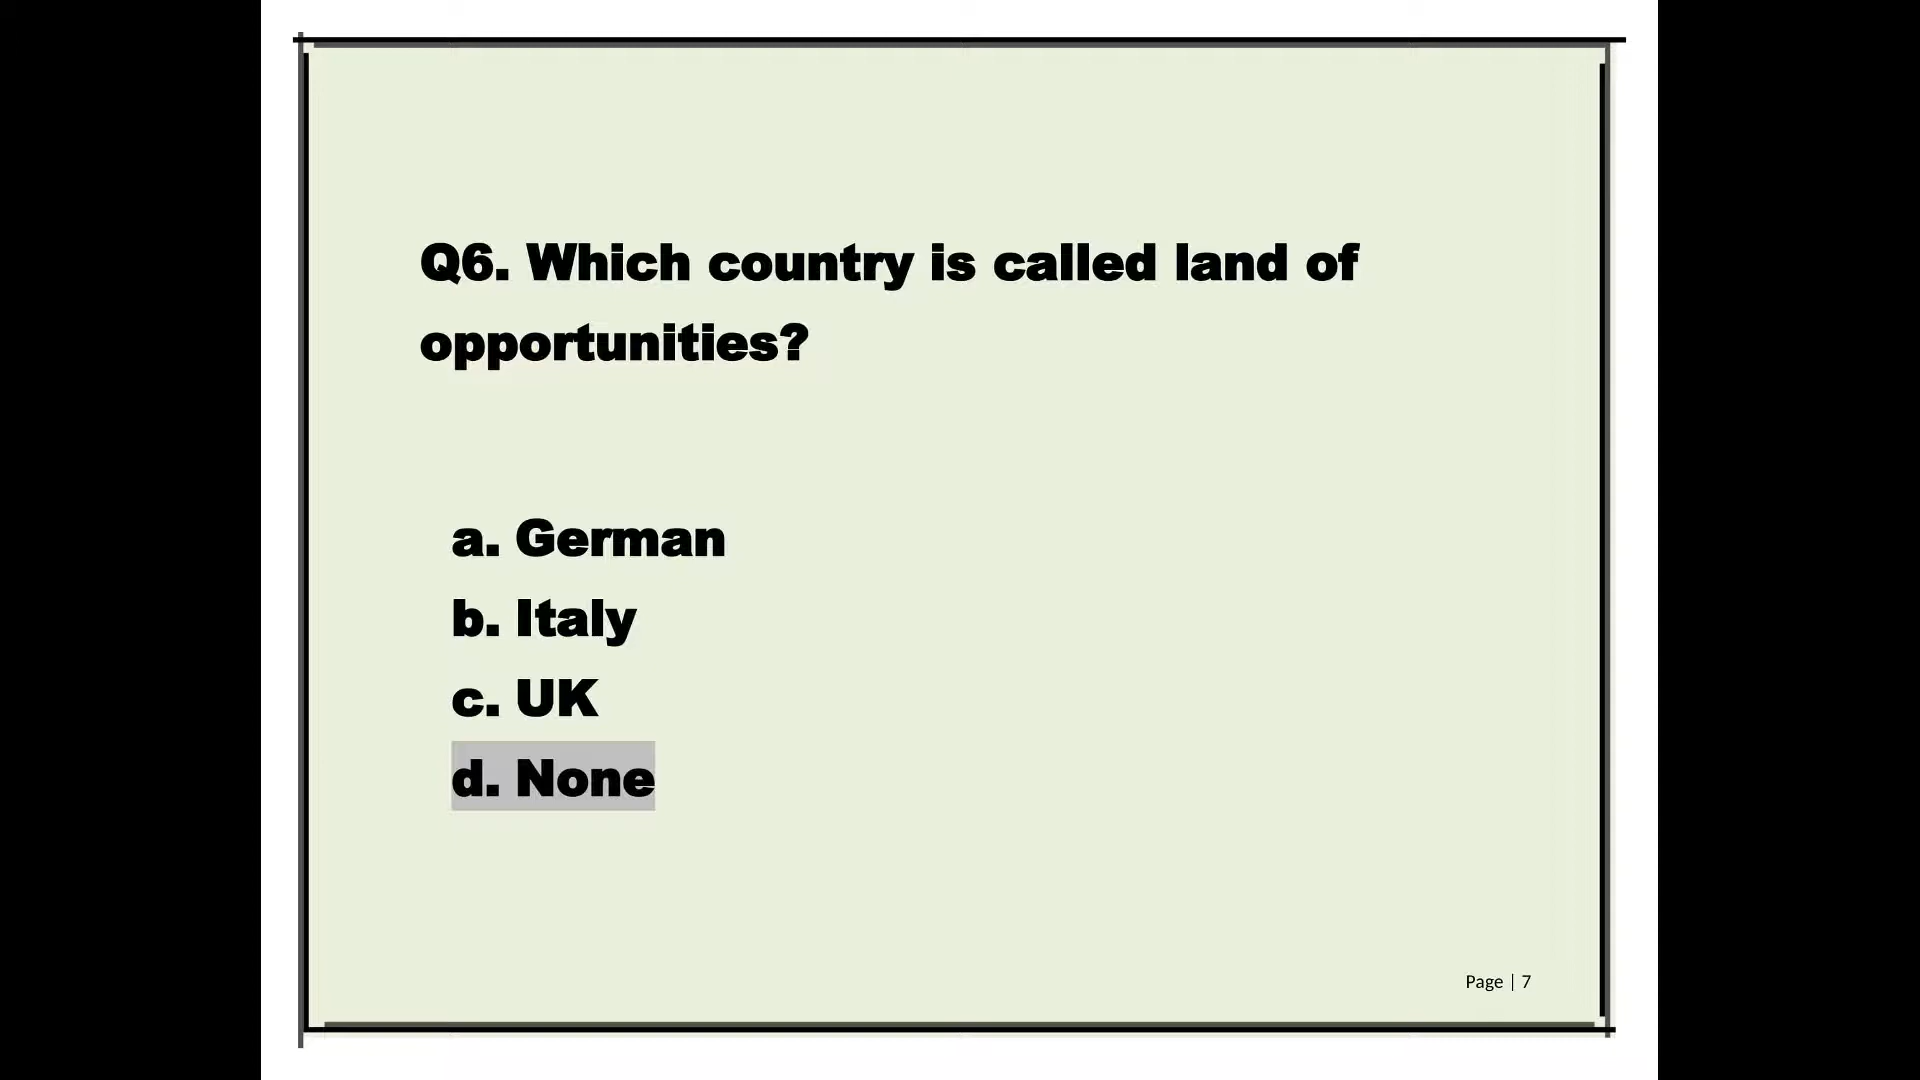 Q6. Which country is called land of
opportunities?
a. German
b. Italy
c. UK
d. None
Page | 7